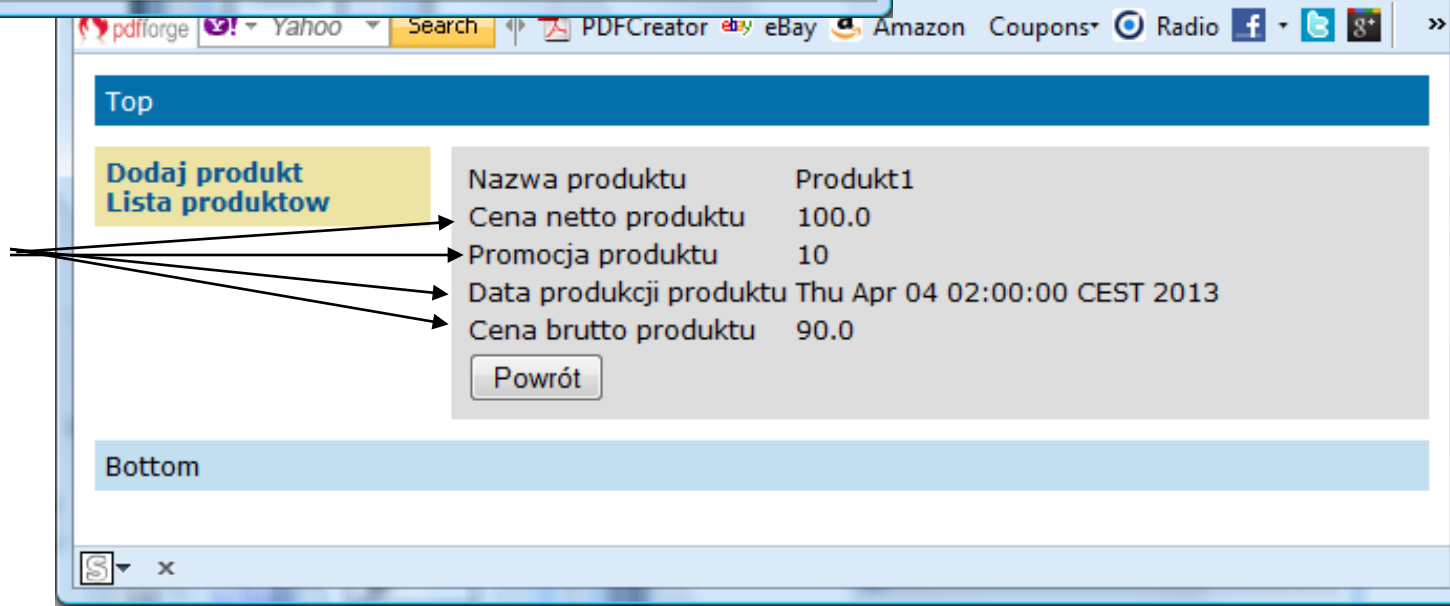 pdfforge Yahoo Search PDFCreator eBay Amazon Coupons Radio »
Top
Dodaj produkt
Lista produktow
Nazwa produktu Produkt1
Cena netto produktu 100.0
Promocja produktu 10
Data produkcji produktu Thu Apr 04 02:00:00 CEST 2013
Cena brutto produktu 90.0
Powrót
Bottom
S x